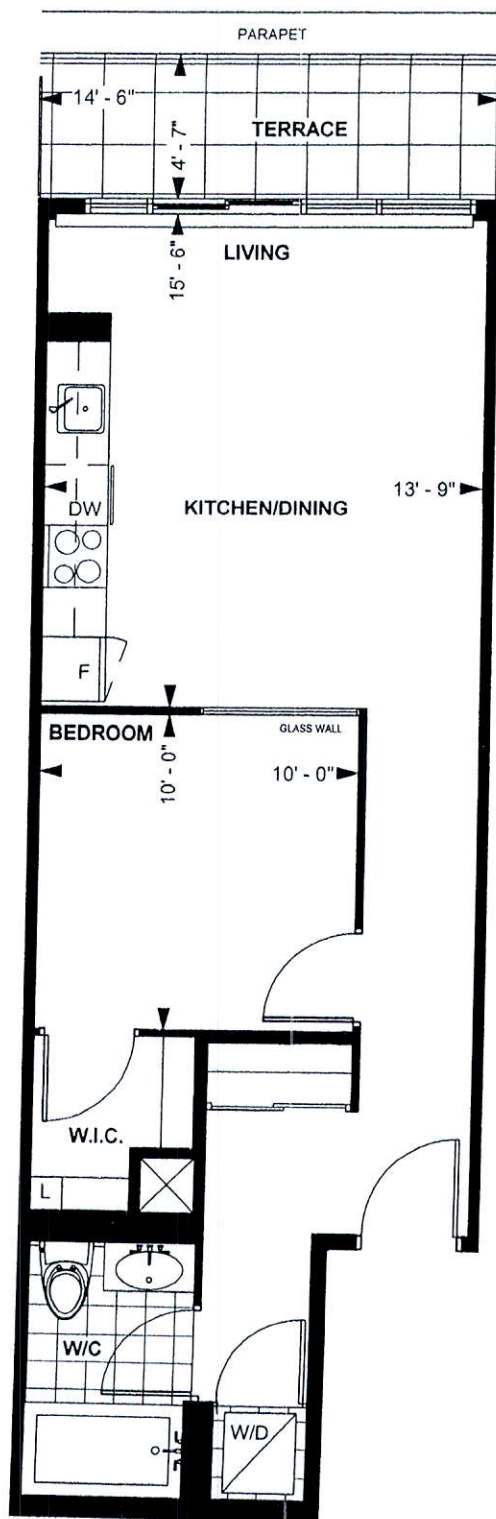 PARAPET
14' - 6"
TERRACE
4' - 7"
15' - 6"
LIVING
DW
KITCHEN/DINING
13' - 9"
F
BEDROOM
GLASS WALL
10' - 0"
10' - 0"
W.I.C.
L
W/C
W/D